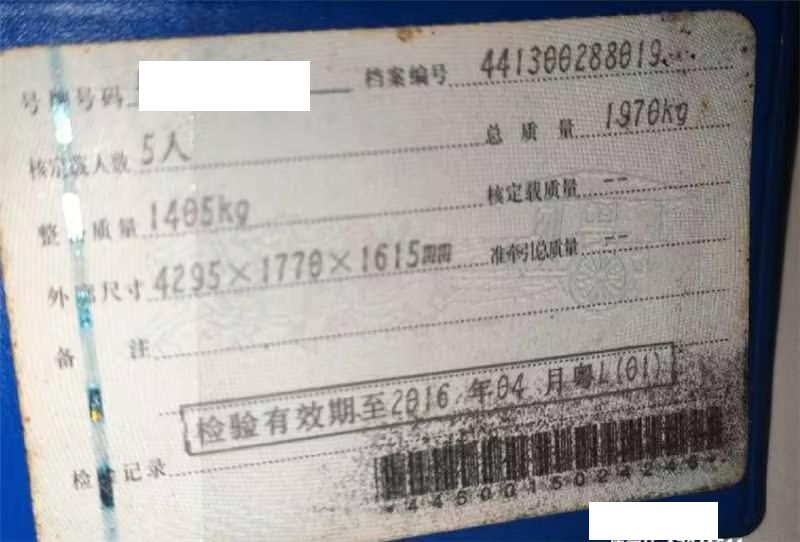 号牌号码 档案编号 441300288019
核定载人数 5人 总质量 1970kg
整备质量 1405kg 核定载质量 --
外廓尺寸 4295×1770×1615mm 准牵引总质量 --
备注
检验有效期至2016年04月粤L(01)
检验记录